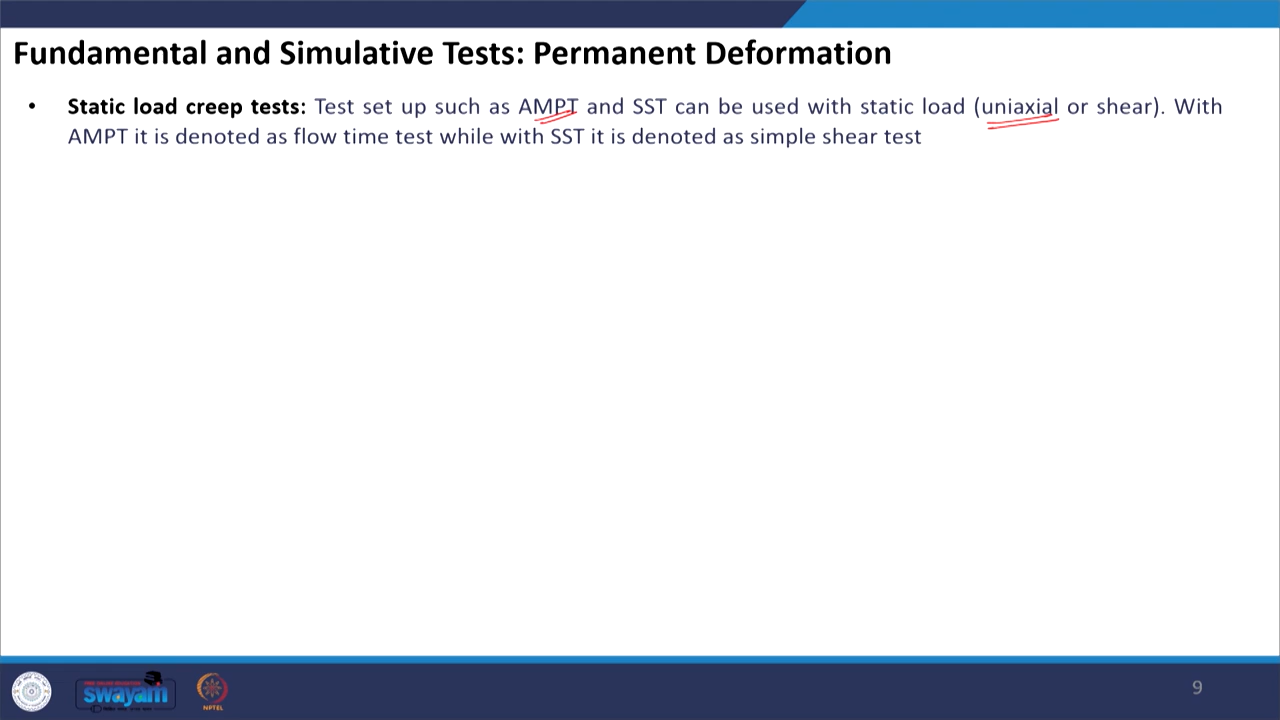 Fundamental and Simulative Tests: Permanent Deformation
• Static load creep tests: Test set up such as AMPT and SST can be used with static load (uniaxial or shear). With
AMPT it is denoted as flow time test while with SST it is denoted as simple shear test
swayam
NPTEL
9